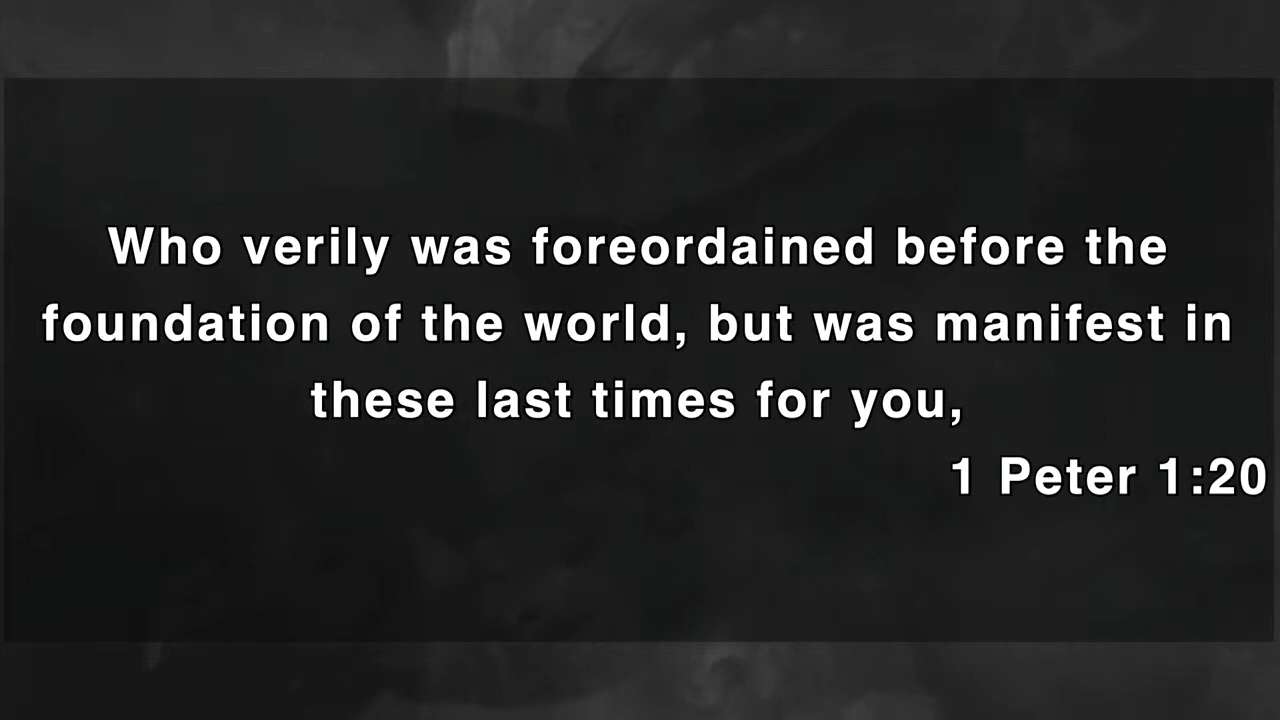 Who verily was foreordained before the
foundation of the world, but was manifest in
these last times for you,
1 Peter 1:20